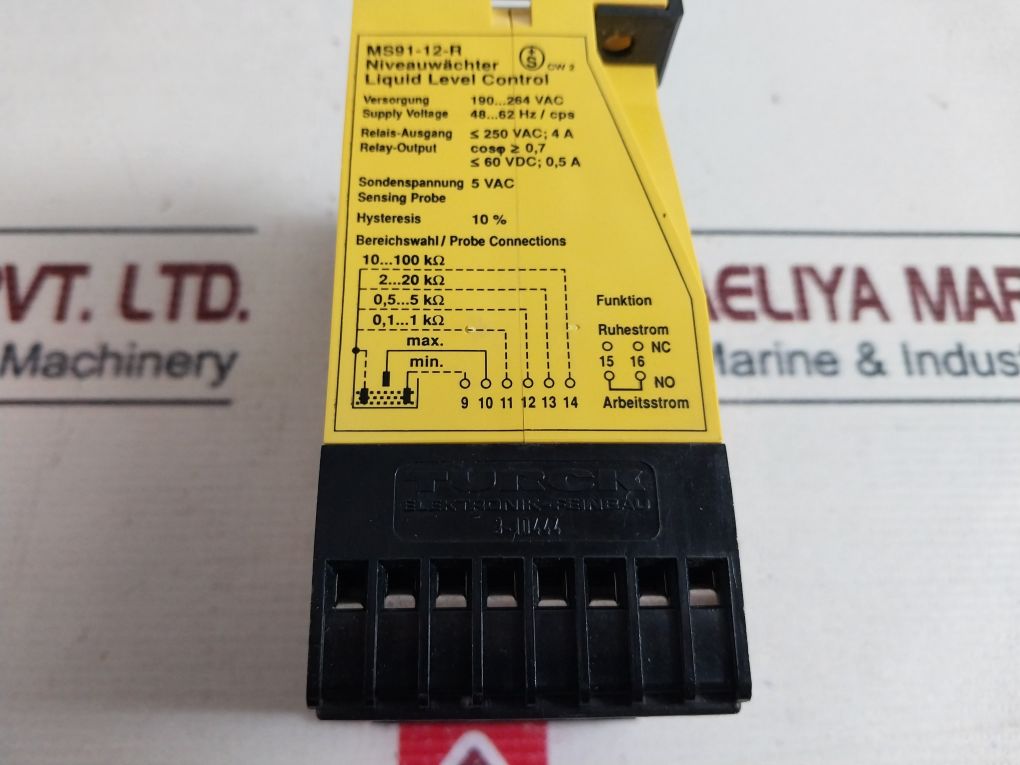 MS91-12-R
Niveauwächter
Liquid Level Control
S CW 2
Versorgung 190...264 VAC
Supply Voltage 48...62 Hz / cps
Relais-Ausgang ≤ 250 VAC; 4 A
Relay-Output cosφ ≥ 0,7
≤ 60 VDC; 0,5 A
Sondenspannung 5 VAC
Sensing Probe
Hysteresis 10 %
Bereichswahl / Probe Connections
10...100 kΩ
2...20 kΩ
0,5...5 kΩ
0,1...1 kΩ
max.
min.
9 10 11 12 13 14
Funktion
Ruhestrom
NC
15 16
NO
Arbeitsstrom
TURCK
ELEKTRONIK-FEINBAU
PVT. LTD.
Machinery
AELIYA MAR
Marine & Indus